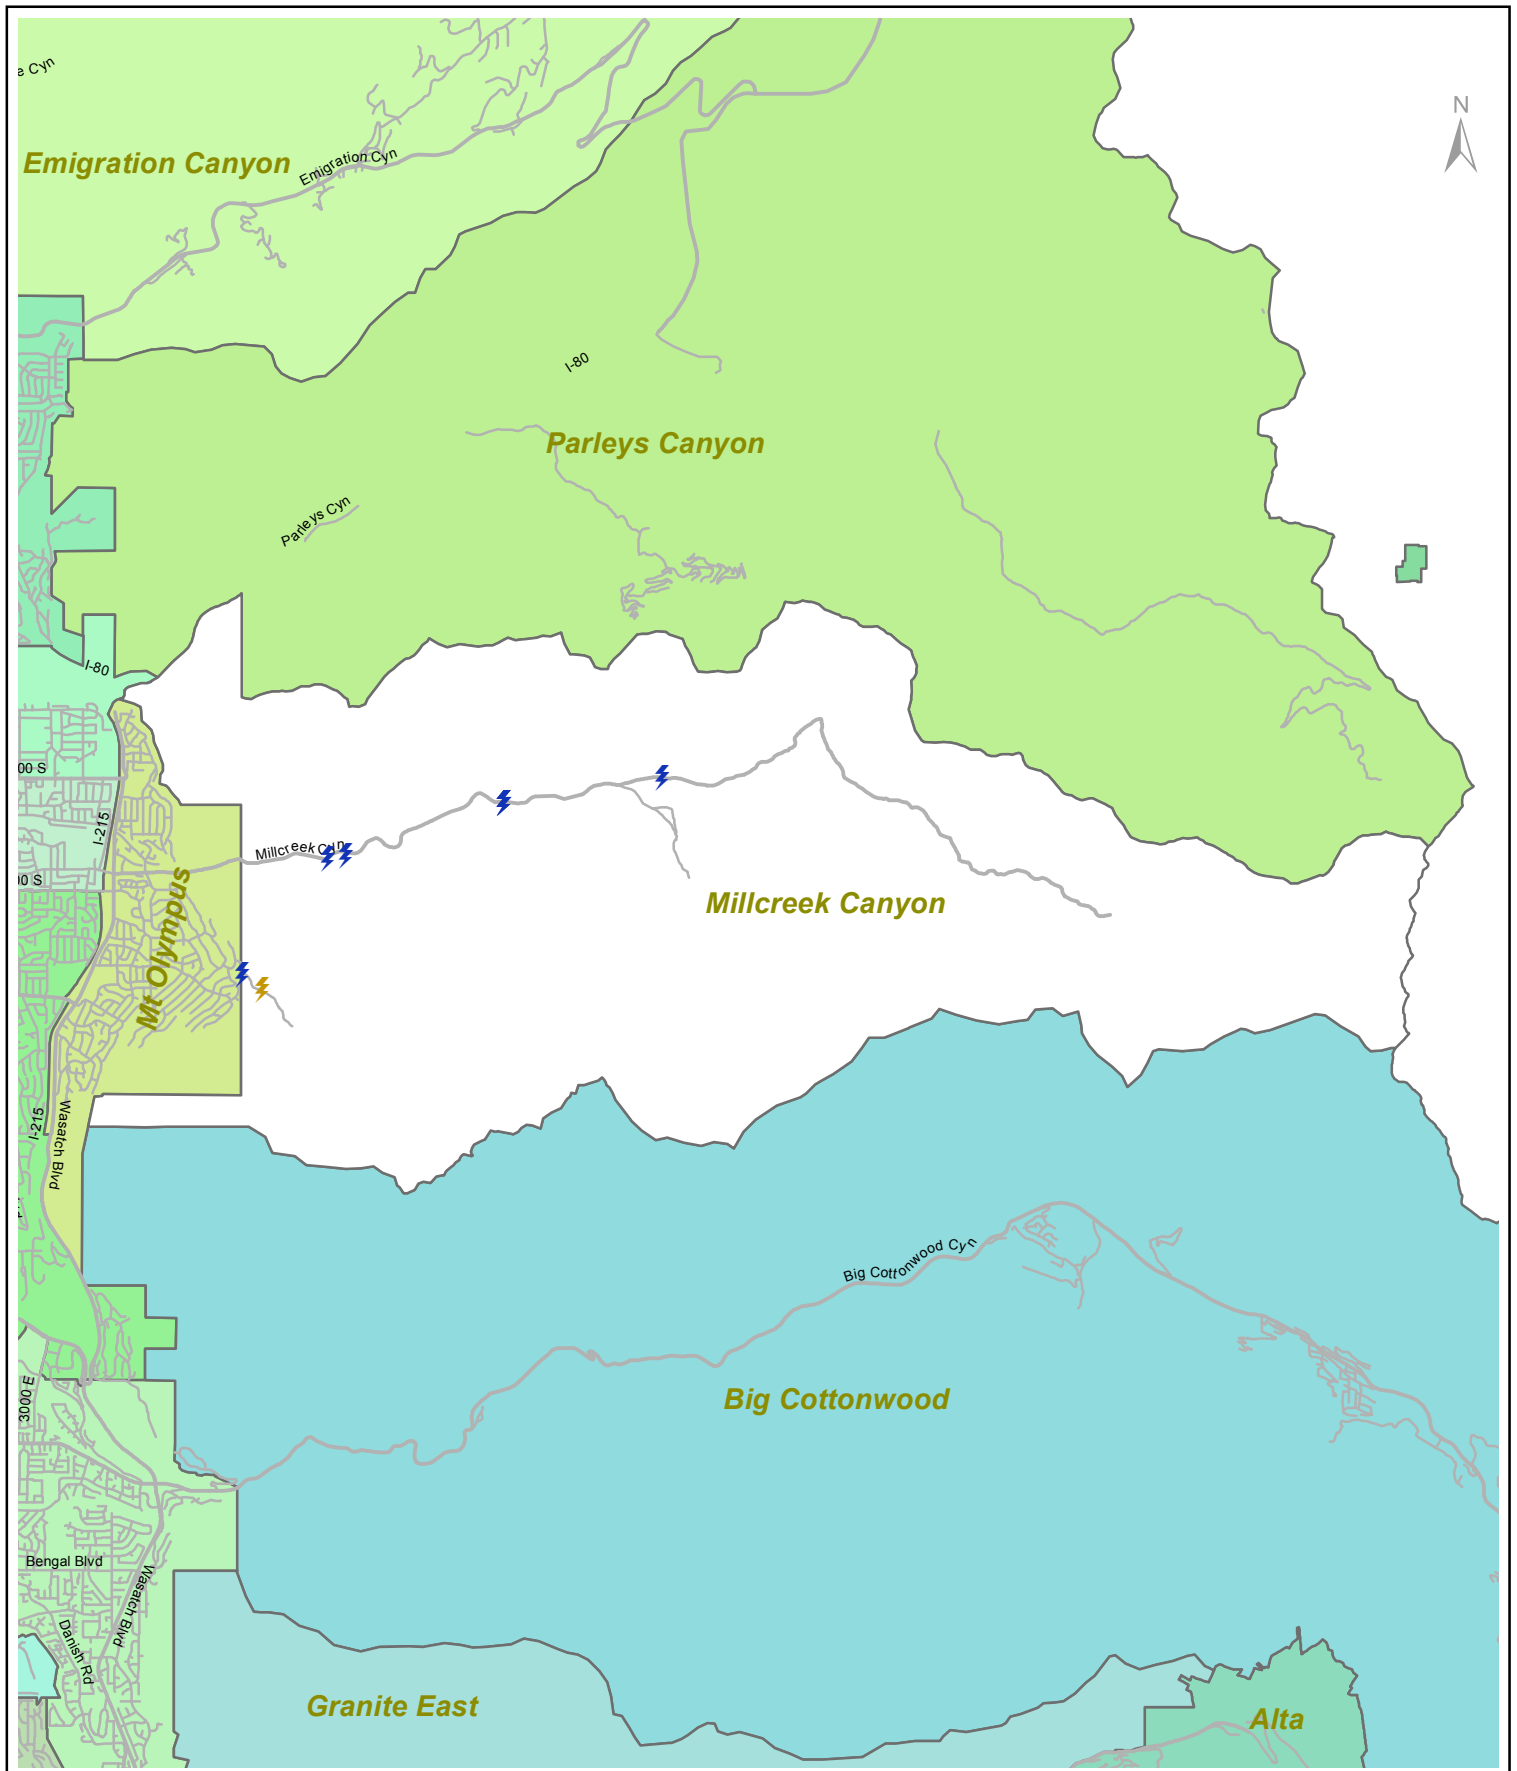 e Cyn
N
Emigration Canyon
Emigration Cyn
I-80
Parleys Canyon
Parleys Cyn
I-80
00 S
I-215
Millcreek Cyn
00 S
Mt Olympus
Millcreek Canyon
I-215
Wasatch Blvd
Big Cottonwood Cyn
3000 E
Big Cottonwood
Bengal Blvd
Wasatch Blvd
Danish Rd
Granite East
Alta